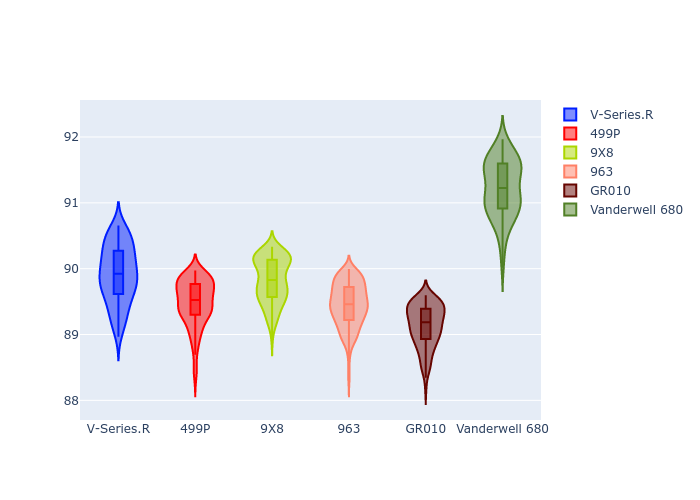 92
91
90
89
88
V-Series.R
499P
9X8
963
GR010
Vanderwell 680
V-Series.R
499P
9X8
963
GR010
Vanderwell 680